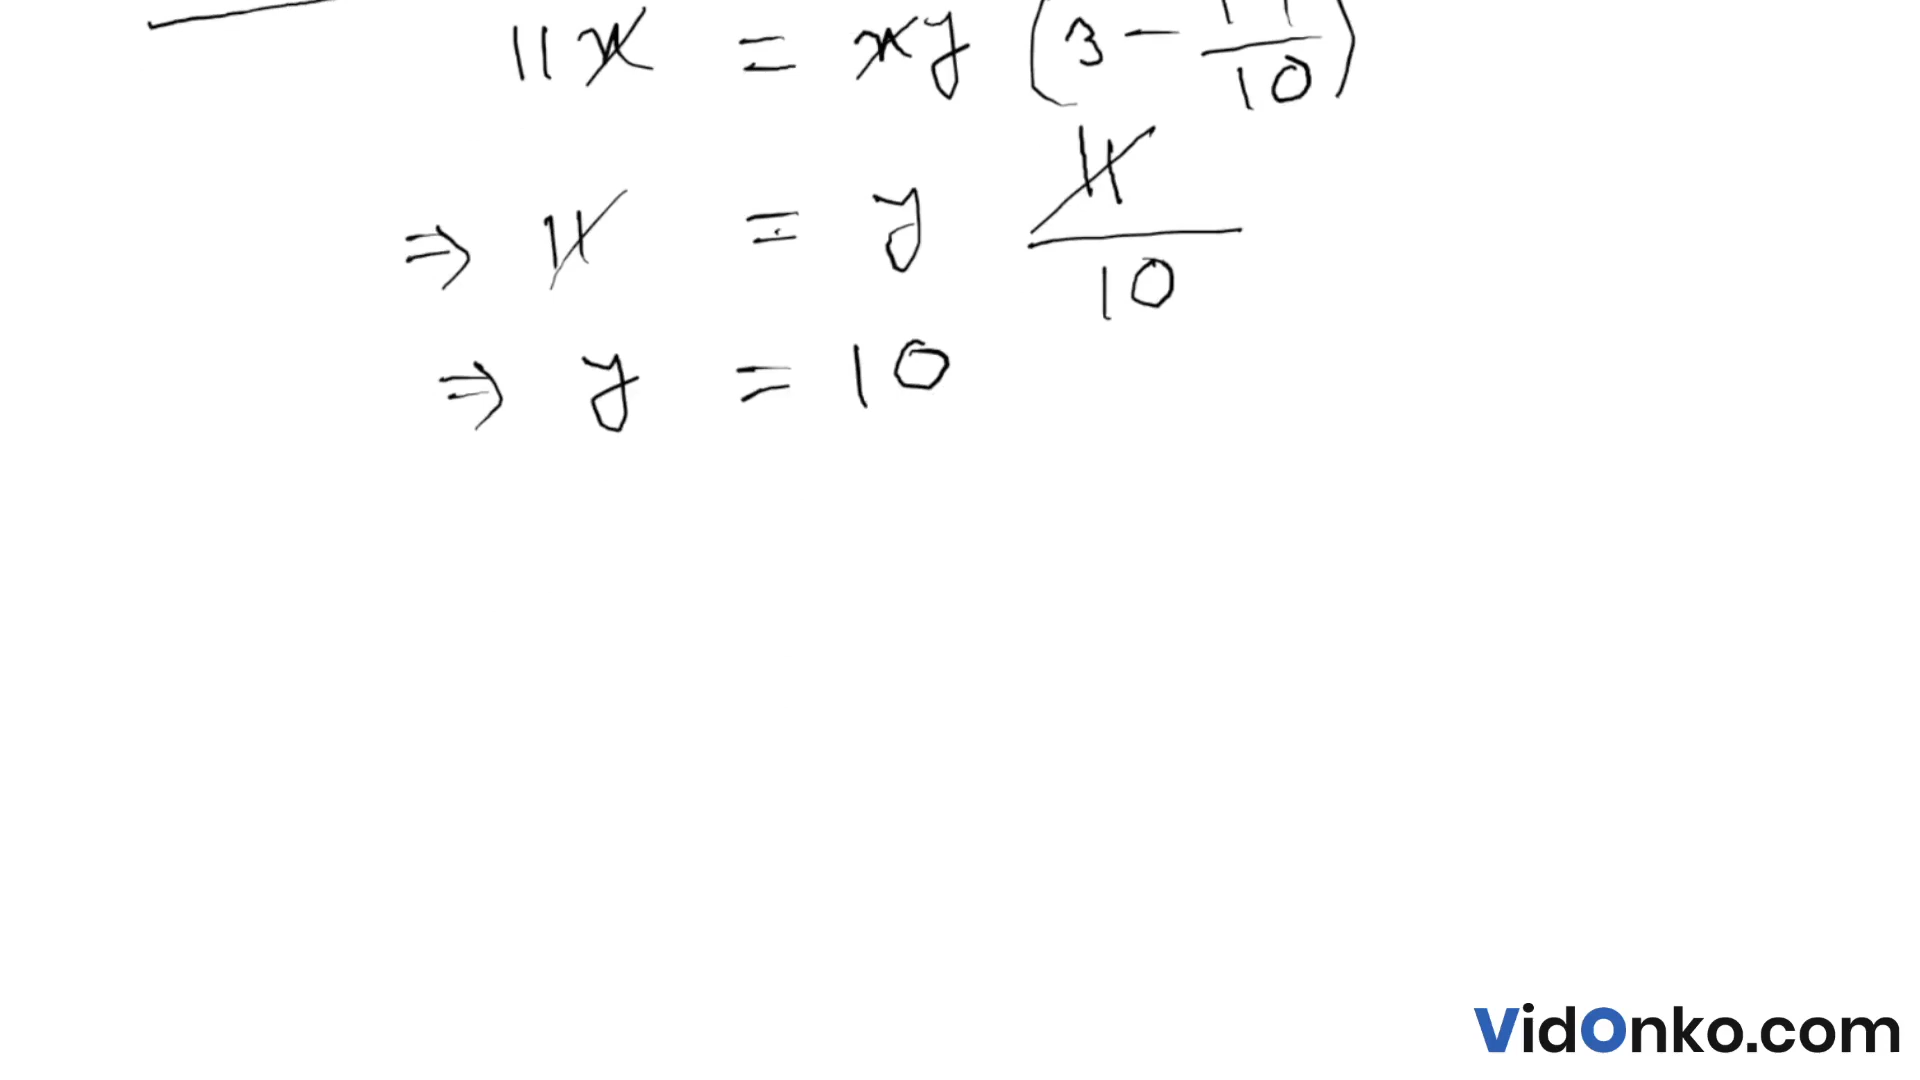 11x = xy (3 - 11/10)
⇒ 11 = y 11/10
⇒ y = 10
VidOnko.com